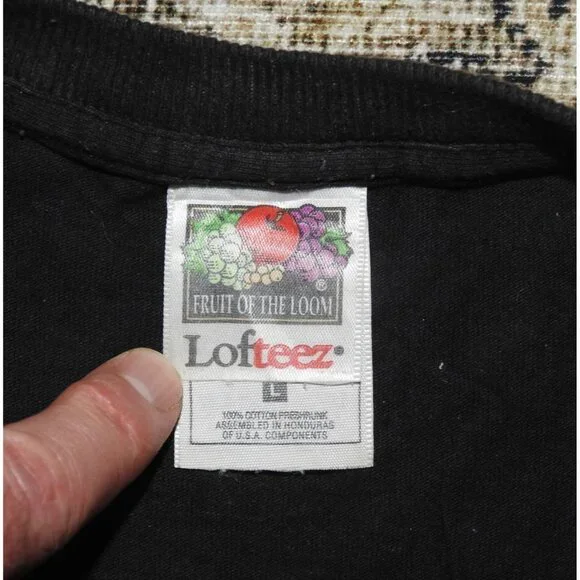 ®
FRUIT OF THE LOOM
Lofteez
L
100% COTTON PRESHRUNK
ASSEMBLED IN HONDURAS
OF U.S.A. COMPONENTS